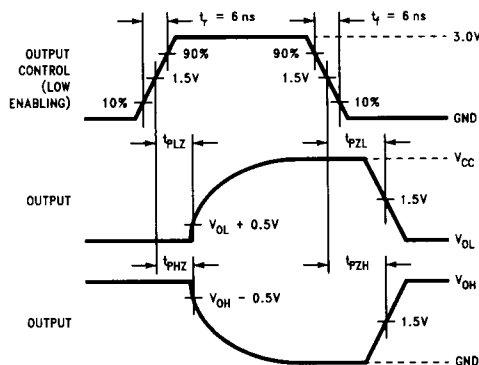 t_r = 6 ns
t_f = 6 ns
OUTPUT CONTROL (LOW ENABLING)
90%
1.5V
10%
90%
1.5V
10%
3.0V
GND
t_PLZ
t_PZL
V_CC
OUTPUT
V_OL + 0.5V
1.5V
V_OL
t_PHZ
t_PZH
V_OH
V_OH − 0.5V
OUTPUT
1.5V
GND